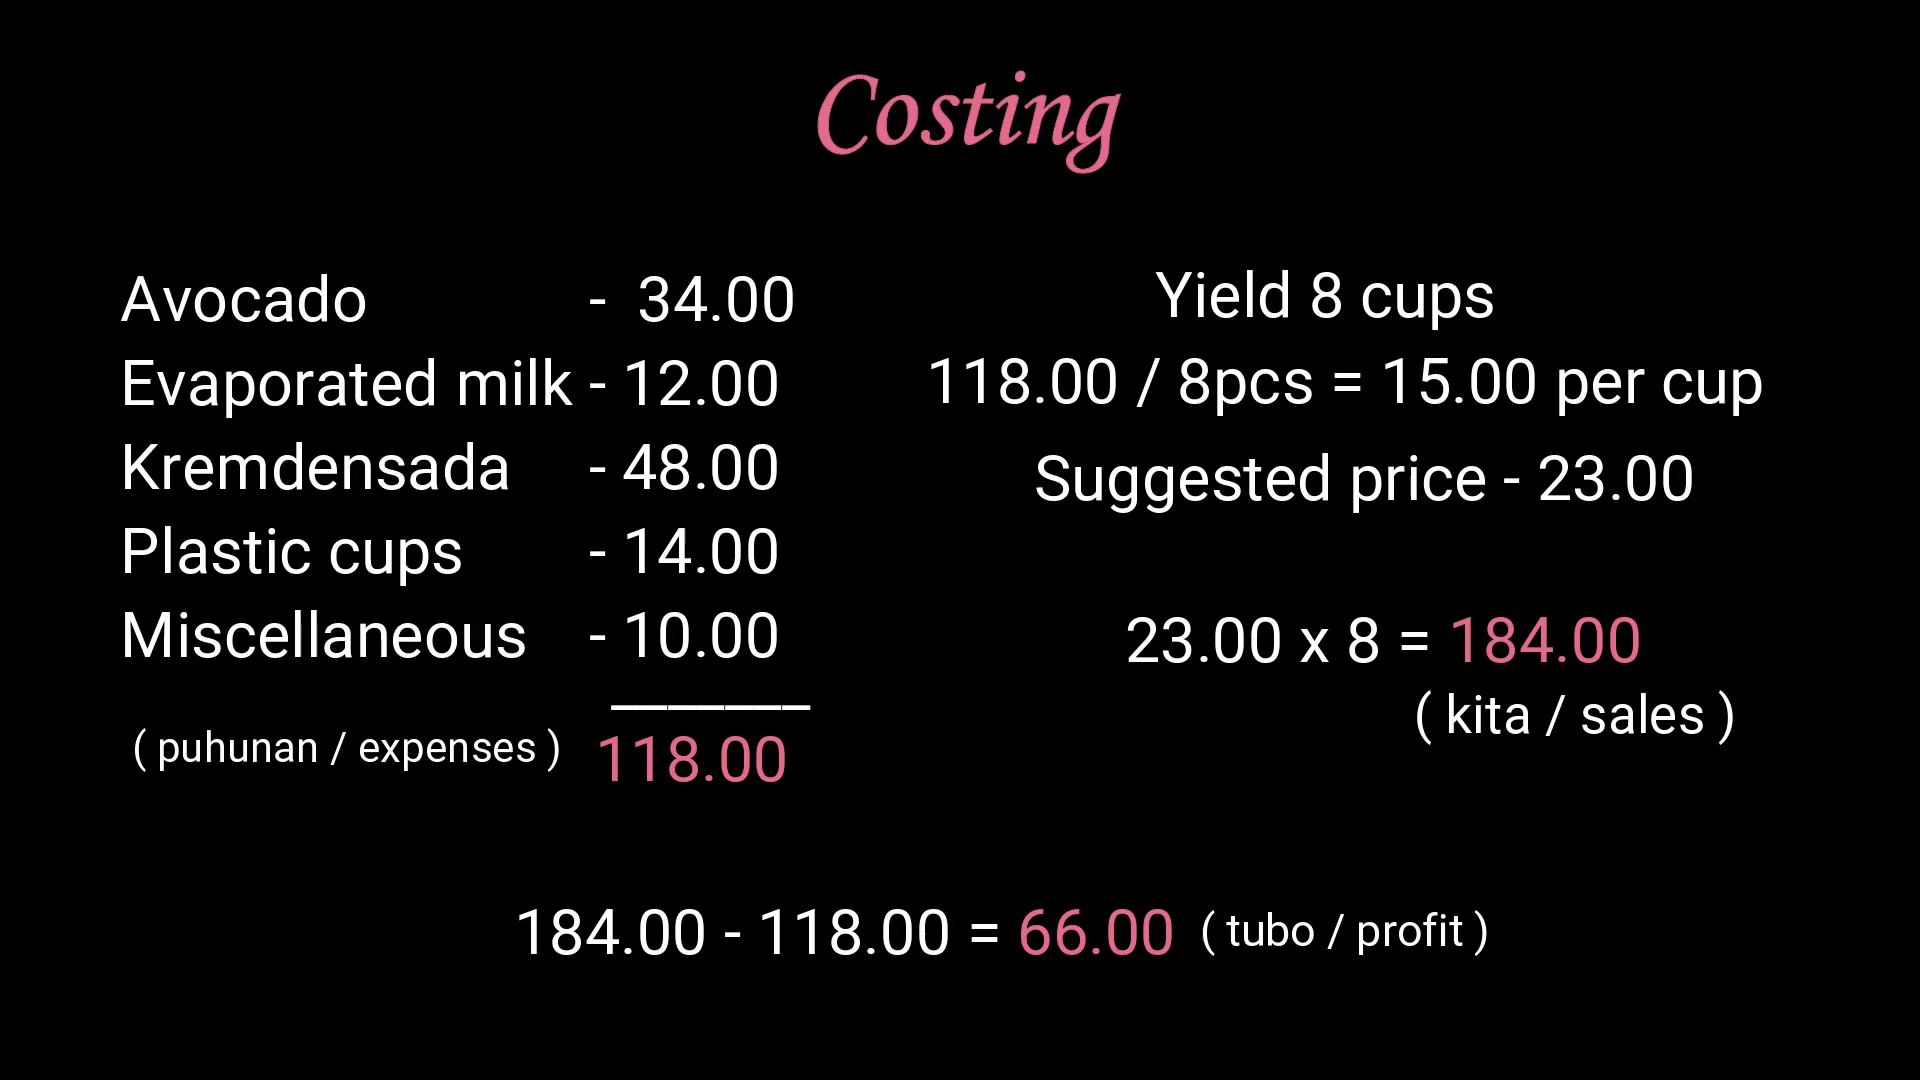 Costing
Avocado - 34.00
Evaporated milk - 12.00
Kremdensada - 48.00
Plastic cups - 14.00
Miscellaneous - 10.00
( puhunan / expenses ) 118.00
Yield 8 cups
118.00 / 8pcs = 15.00 per cup
Suggested price - 23.00
23.00 x 8 = 184.00
( kita / sales )
184.00 - 118.00 = 66.00 ( tubo / profit )